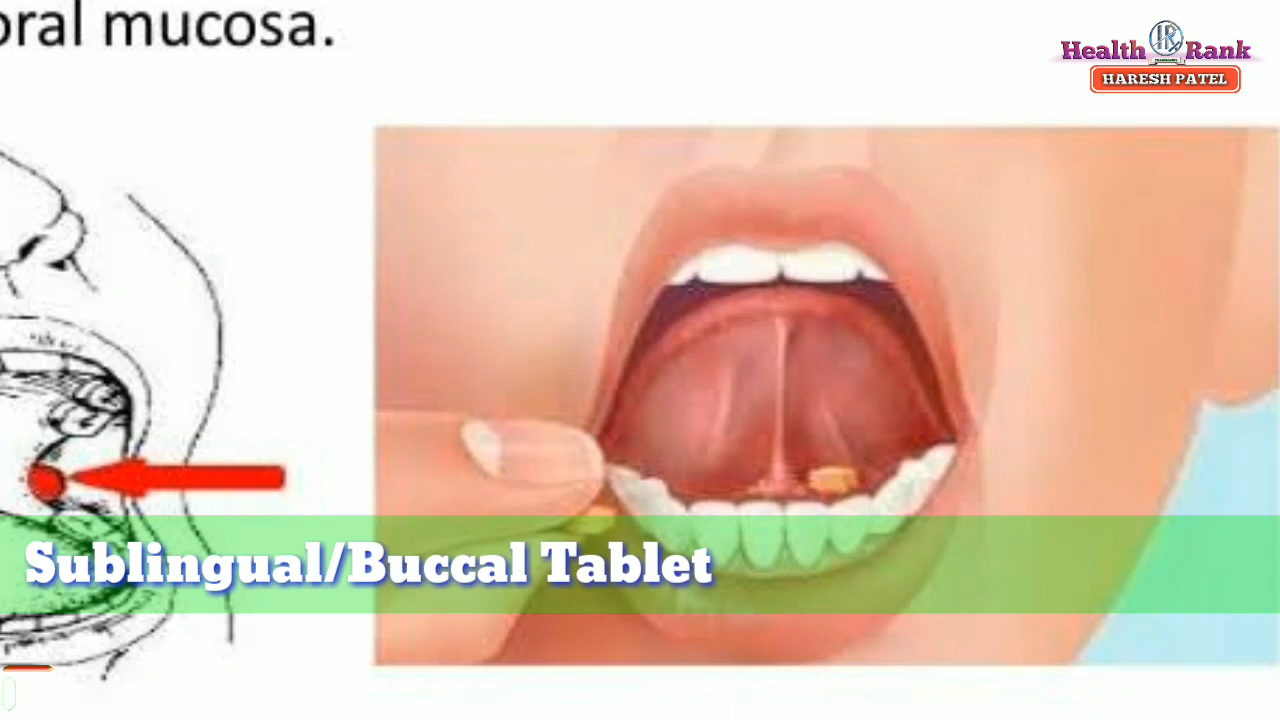 oral mucosa.
Health Rank
HARESH PATEL
Sublingual/Buccal Tablet